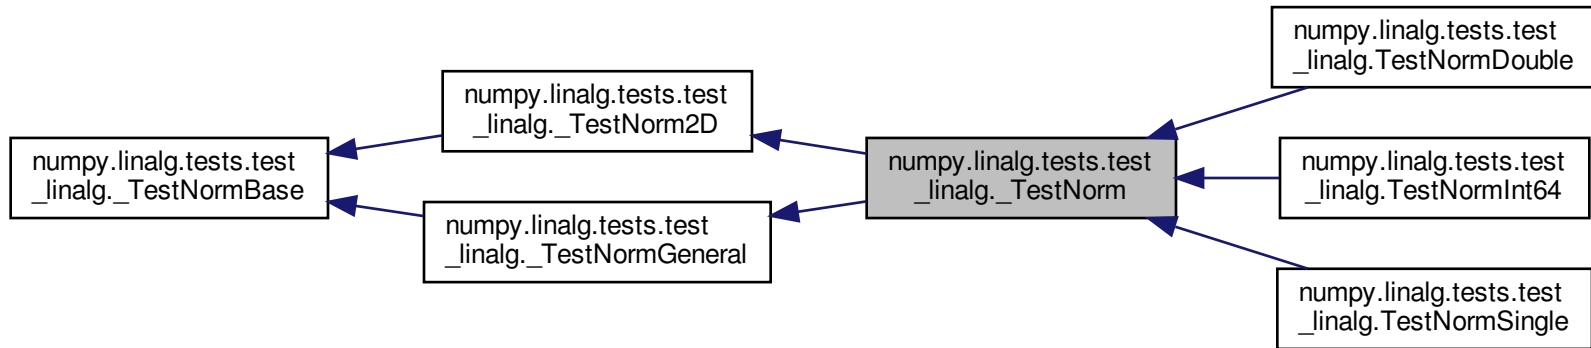 numpy.linalg.tests.test
_linalg._TestNormBase
numpy.linalg.tests.test
_linalg._TestNorm2D
numpy.linalg.tests.test
_linalg._TestNormGeneral
numpy.linalg.tests.test
_linalg._TestNorm
numpy.linalg.tests.test
_linalg.TestNormDouble
numpy.linalg.tests.test
_linalg.TestNormInt64
numpy.linalg.tests.test
_linalg.TestNormSingle